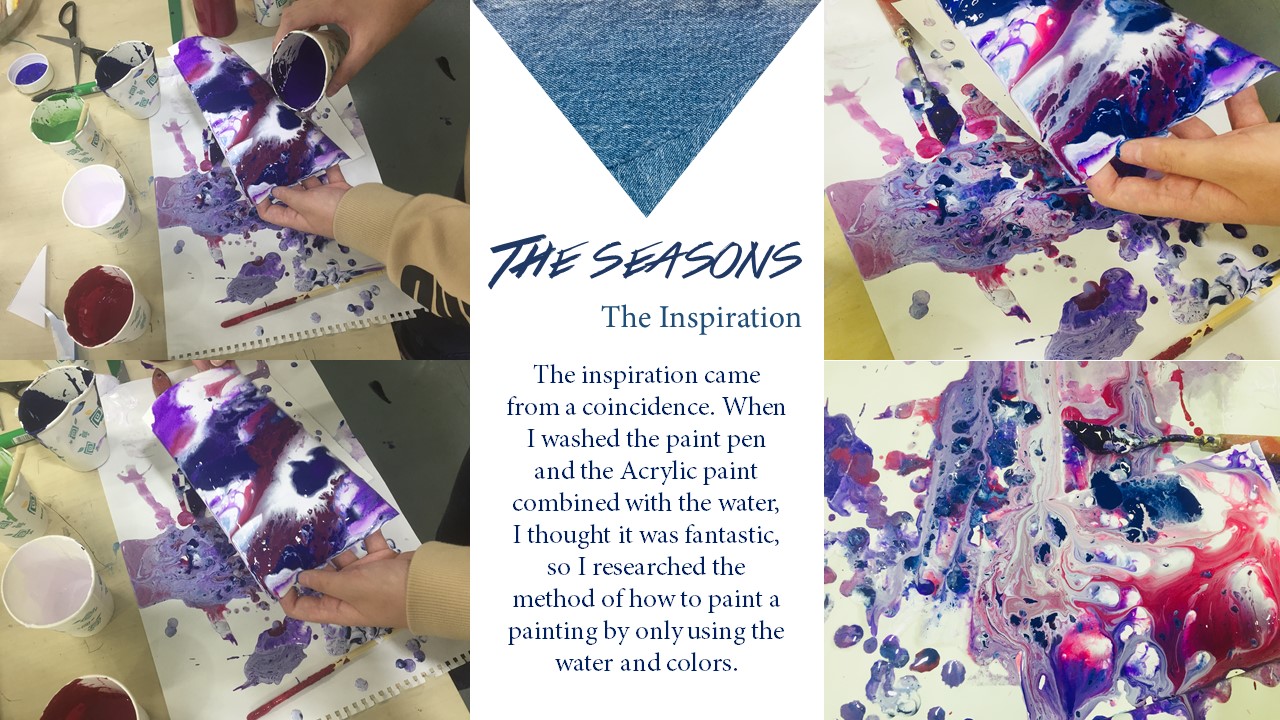 THE SEASONS
The Inspiration
The inspiration came
from a coincidence. When
I washed the paint pen
and the Acrylic paint
combined with the water,
I thought it was fantastic,
so I researched the
method of how to paint a
painting by only using the
water and colors.